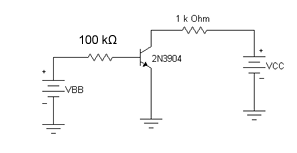 1 k Ohm
100 kΩ
2N3904
+
VBB
−
+
VCC
−